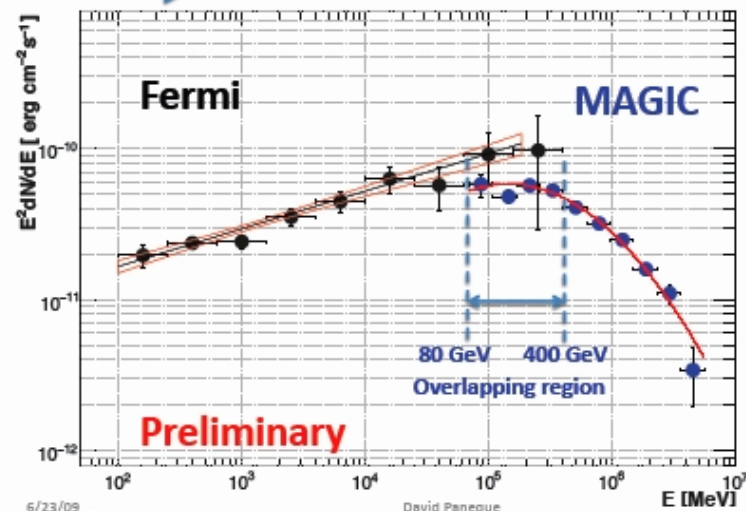 E²dN/dE [ erg cm⁻² s⁻¹]
Fermi
MAGIC
10⁻¹⁰
10⁻¹¹
10⁻¹²
80 GeV 400 GeV
Overlapping region
Preliminary
10² 10³ 10⁴ 10⁵ 10⁶ 10⁷
E [MeV]
6/23/09
David Paneque